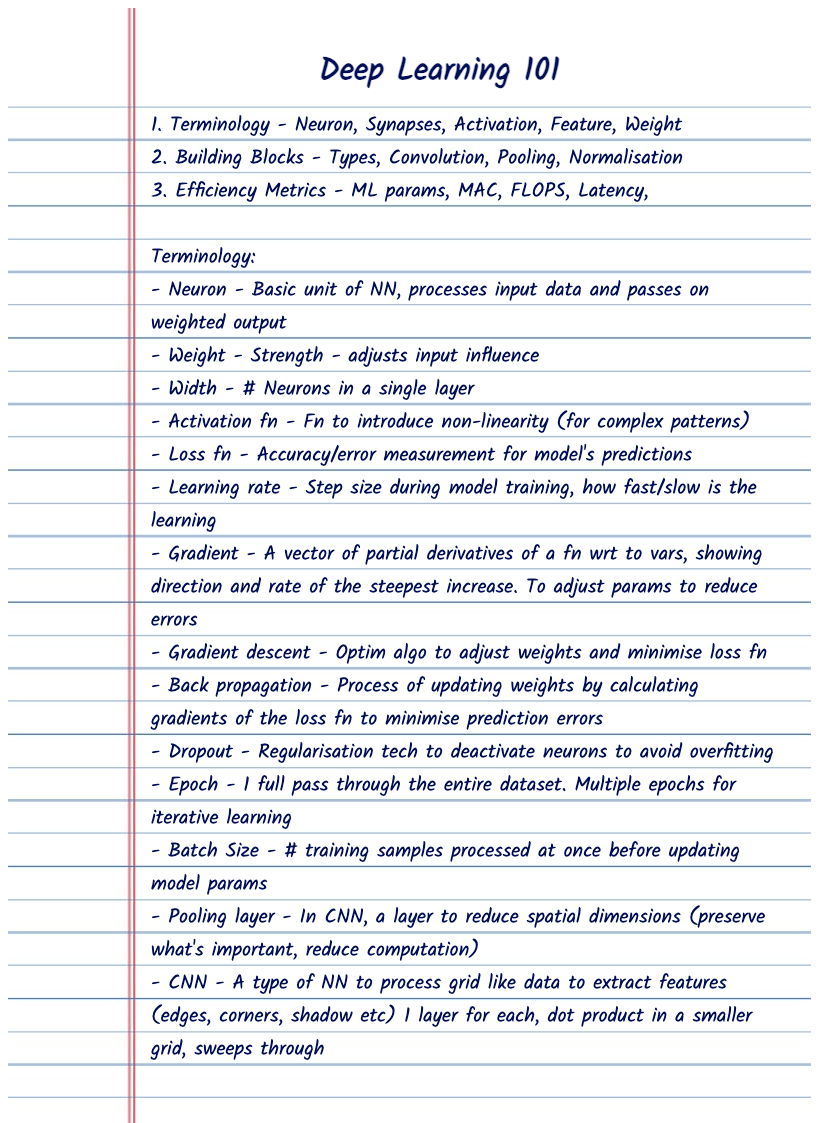 Deep Learning 101
1. Terminology - Neuron, Synapses, Activation, Feature, Weight
2. Building Blocks - Types, Convolution, Pooling, Normalisation
3. Efficiency Metrics - ML params, MAC, FLOPS, Latency,
Terminology:
- Neuron - Basic unit of NN, processes input data and passes on
weighted output
- Weight - Strength - adjusts input influence
- Width - # Neurons in a single layer
- Activation fn - Fn to introduce non-linearity (for complex patterns)
- Loss fn - Accuracy/error measurement for model's predictions
- Learning rate - Step size during model training, how fast/slow is the
learning
- Gradient - A vector of partial derivatives of a fn wrt to vars, showing
direction and rate of the steepest increase. To adjust params to reduce
errors
- Gradient descent - Optim algo to adjust weights and minimise loss fn
- Back propagation - Process of updating weights by calculating
gradients of the loss fn to minimise prediction errors
- Dropout - Regularisation tech to deactivate neurons to avoid overfitting
- Epoch - 1 full pass through the entire dataset. Multiple epochs for
iterative learning
- Batch Size - # training samples processed at once before updating
model params
- Pooling layer - In CNN, a layer to reduce spatial dimensions (preserve
what's important, reduce computation)
- CNN - A type of NN to process grid like data to extract features
(edges, corners, shadow etc) 1 layer for each, dot product in a smaller
grid, sweeps through